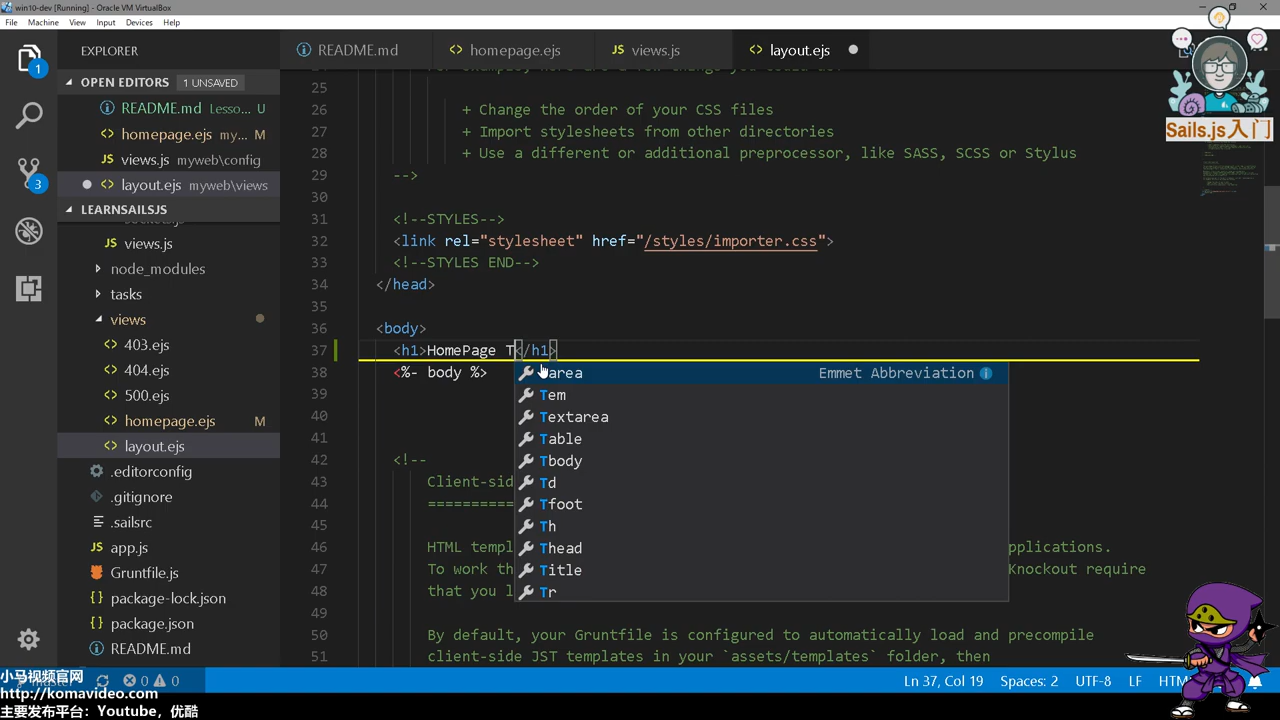 win10-dev [Running] - Oracle VM VirtualBox
File Machine View Input Devices Help
EXPLORER
OPEN EDITORS 1 UNSAVED
README.md Lesso... U
homepage.ejs my... M
views.js myweb\config
layout.ejs myweb\views
LEARNSAILSJS
views.js
node_modules
tasks
views
403.ejs
404.ejs
500.ejs
homepage.ejs M
layout.ejs
.editorconfig
.gitignore
.sailsrc
app.js
Gruntfile.js
package-lock.json
package.json
README.md
1
3
README.md homepage.ejs views.js layout.ejs
25
26 + Change the order of your CSS files
27 + Import stylesheets from other directories
28 + Use a different or additional preprocessor, like SASS, SCSS or Stylus
29 -->
30
31 <!--STYLES-->
32 <link rel="stylesheet" href="/styles/importer.css">
33 <!--STYLES END-->
34 </head>
35
36 <body>
37 <h1>HomePage T</h1>
38 <%- body %>
39
40
41
42 <!--
43 Client-sid
44 ==========
45
46 HTML templ pplications.
47 To work th Knockout require
48 that you l
49
50 By default, your Gruntfile is configured to automatically load and precompile
51 client-side JST templates in your `assets/templates` folder, then
area Emmet Abbreviation
Tem
Textarea
Table
Tbody
Td
Tfoot
Th
Thead
Title
Tr
Sails.js入门
0 0
Ln 37, Col 19 Spaces: 2 UTF-8 LF HTM
小马视频官网
http://komavideo.com
主要发布平台：Youtube，优酷